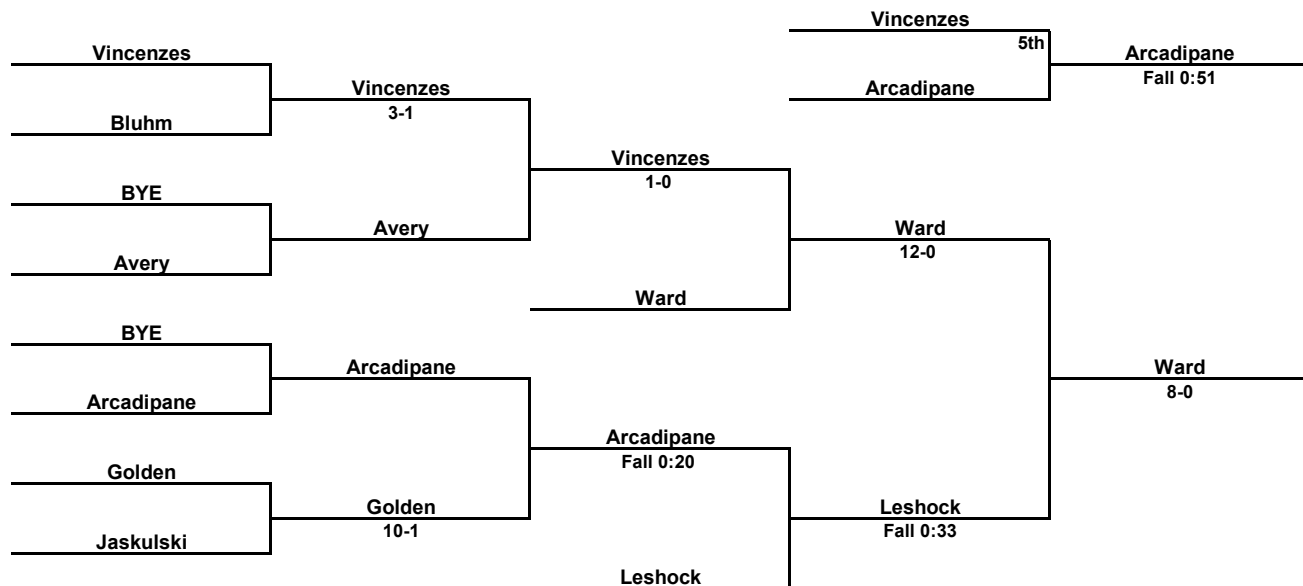 Vincenzes
5th
Arcadipane
Fall 0:51
Arcadipane
Vincenzes
Bluhm
Vincenzes
3-1
BYE
Avery
Avery
Vincenzes
1-0
Ward
Ward
12-0
BYE
Arcadipane
Arcadipane
Golden
Jaskulski
Golden
10-1
Arcadipane
Fall 0:20
Leshock
Leshock
Fall 0:33
Ward
8-0